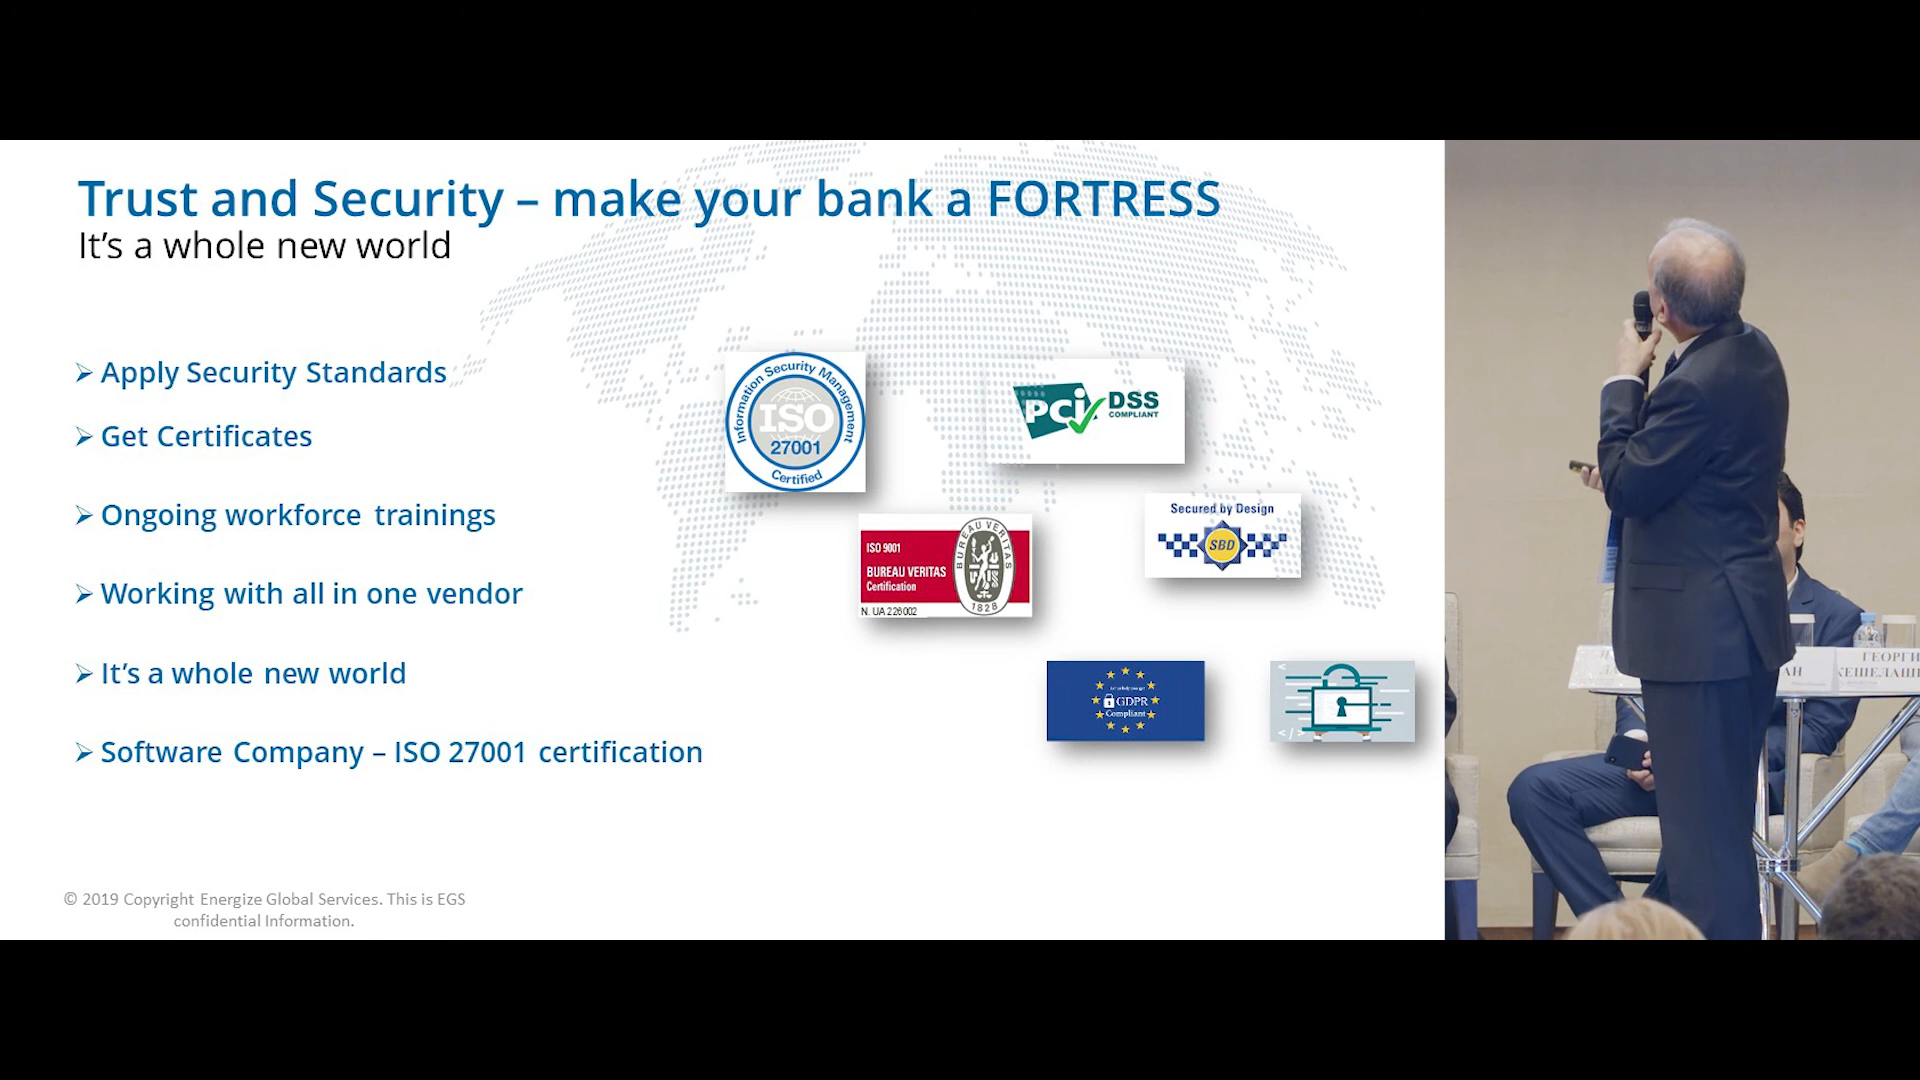 Trust and Security – make your bank a FORTRESS
It’s a whole new world
⮚ Apply Security Standards
⮚ Get Certificates
⮚ Ongoing workforce trainings
⮚ Working with all in one vendor
⮚ It’s a whole new world
⮚ Software Company – ISO 27001 certification
Information Security Management
ISO
27001
Certified
PCi DSS
COMPLIANT
ISO 9001
BUREAU VERITAS
Certification
N. UA 226002
BUREAU VERITAS
1828
Secured by Design
SBD
GDPR
Compliant
< / >
ГЕОРГИ
КЕШЕЛАШ
© 2019 Copyright Energize Global Services. This is EGS
confidential Information.